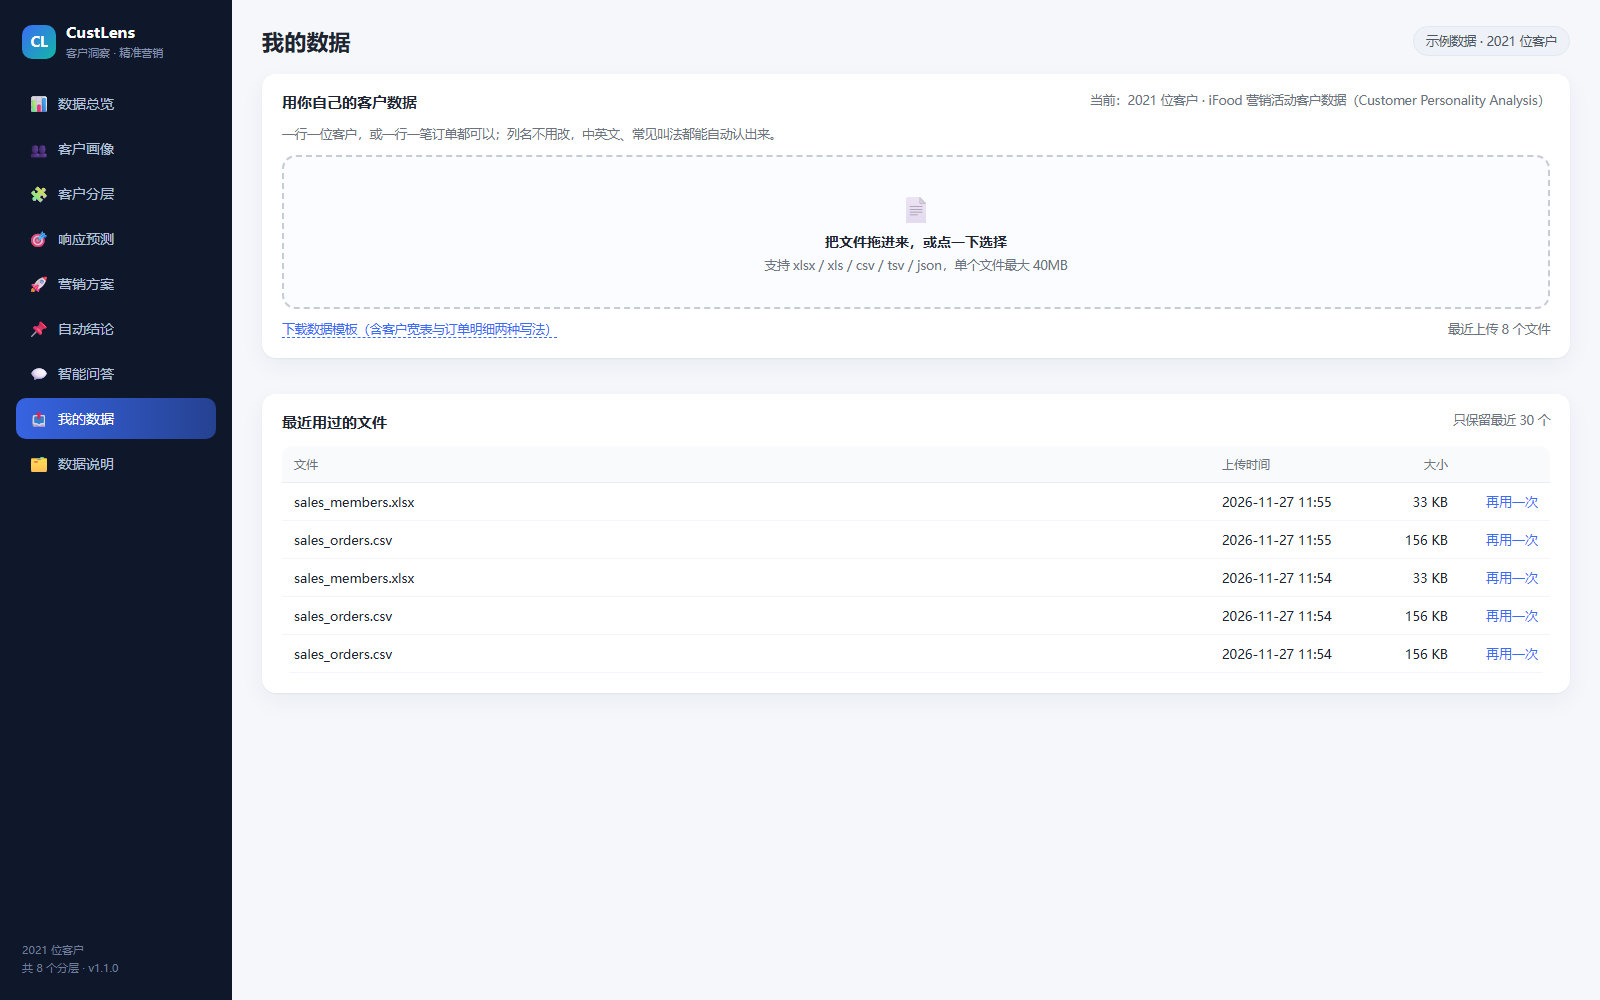 CL
CustLens
客户洞察 · 精准营销
数据总览
客户画像
客户分层
响应预测
营销方案
自动结论
智能问答
我的数据
数据说明
2021 位客户
共 8 个分层 · v1.1.0
我的数据
示例数据 · 2021 位客户
用你自己的客户数据
当前：2021 位客户 · iFood 营销活动客户数据（Customer Personality Analysis）
一行一位客户，或一行一笔订单都可以；列名不用改，中英文、常见叫法都能自动认出来。
把文件拖进来，或点一下选择
支持 xlsx / xls / csv / tsv / json，单个文件最大 40MB
下载数据模板（含客户宽表与订单明细两种写法）
最近上传 8 个文件
最近用过的文件
只保留最近 30 个
文件 上传时间 大小
sales_members.xlsx 2026-11-27 11:55 33 KB 再用一次
sales_orders.csv 2026-11-27 11:55 156 KB 再用一次
sales_members.xlsx 2026-11-27 11:54 33 KB 再用一次
sales_orders.csv 2026-11-27 11:54 156 KB 再用一次
sales_orders.csv 2026-11-27 11:54 156 KB 再用一次